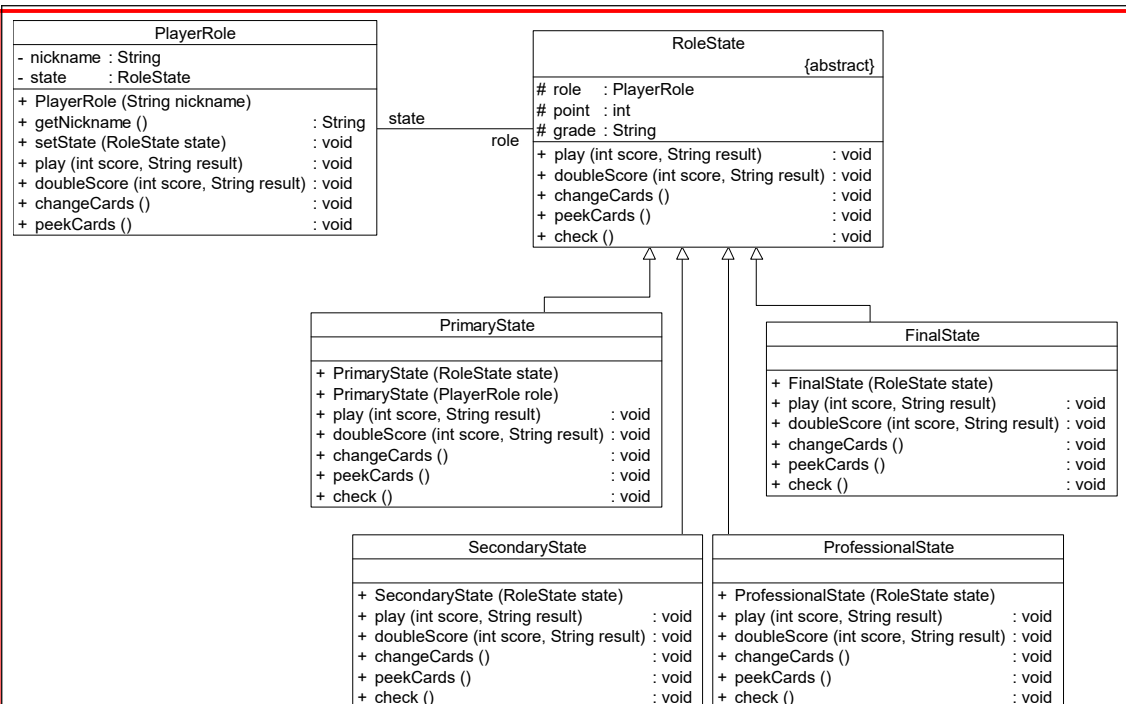 PlayerRole
- nickname : String
- state : RoleState
+ PlayerRole (String nickname)
+ getNickname () : String
+ setState (RoleState state) : void
+ play (int score, String result) : void
+ doubleScore (int score, String result) : void
+ changeCards () : void
+ peekCards () : void
state
role
RoleState
{abstract}
# role : PlayerRole
# point : int
# grade : String
+ play (int score, String result) : void
+ doubleScore (int score, String result) : void
+ changeCards () : void
+ peekCards () : void
+ check () : void
PrimaryState
+ PrimaryState (RoleState state)
+ PrimaryState (PlayerRole role)
+ play (int score, String result) : void
+ doubleScore (int score, String result) : void
+ changeCards () : void
+ peekCards () : void
+ check () : void
FinalState
+ FinalState (RoleState state)
+ play (int score, String result) : void
+ doubleScore (int score, String result) : void
+ changeCards () : void
+ peekCards () : void
+ check () : void
SecondaryState
+ SecondaryState (RoleState state)
+ play (int score, String result) : void
+ doubleScore (int score, String result) : void
+ changeCards () : void
+ peekCards () : void
+ check () : void
ProfessionalState
+ ProfessionalState (RoleState state)
+ play (int score, String result) : void
+ doubleScore (int score, String result) : void
+ changeCards () : void
+ peekCards () : void
+ check () : void